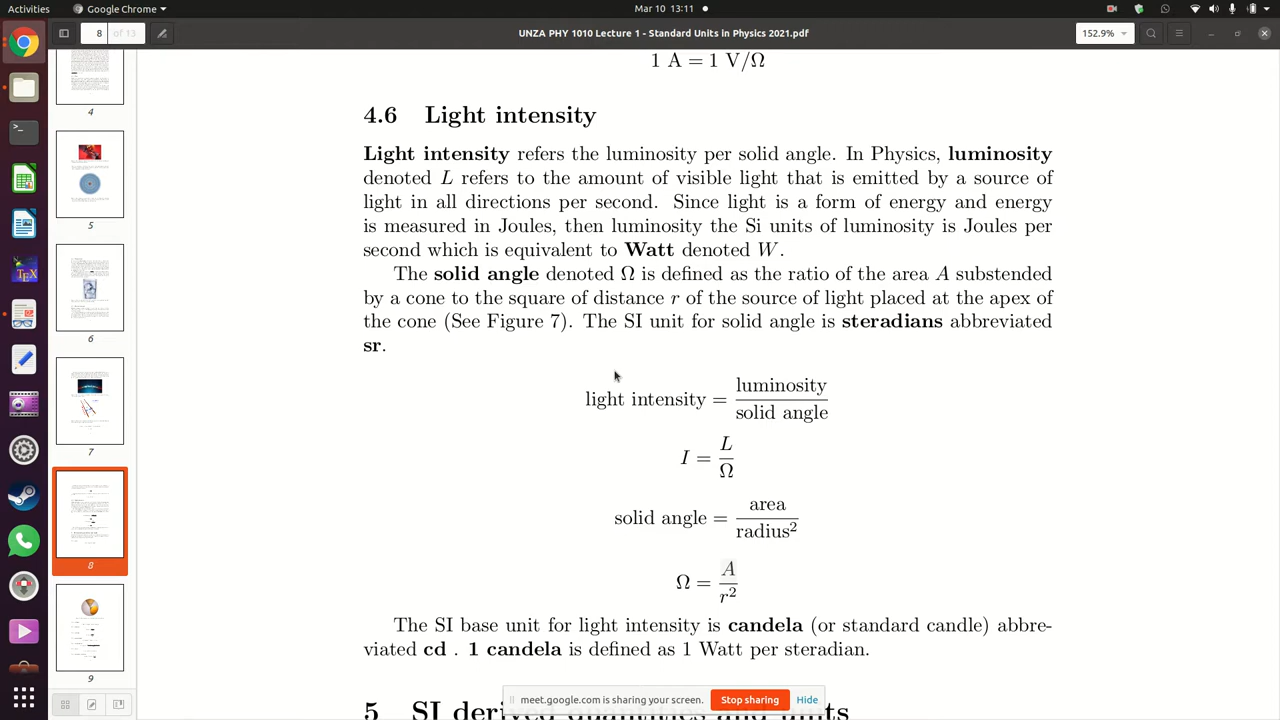 Activities
Google Chrome
Mar 10 13:11
8 of 13
UNZA PHY 1010 Lecture 1 - Standard Units in Physics 2021.pdf
152.9%
4
5
6
7
8
9
1 A = 1 V/Ω
4.6 Light intensity
Light intensity refers the luminosity per solid angle. In Physics, luminosity
denoted L refers to the amount of visible light that is emitted by a source of
light in all directions per second. Since light is a form of energy and energy
is measured in Joules, then luminosity the Si units of luminosity is Joules per
second which is equivalent to Watt denoted W.
The solid angle denoted Ω is defined as the ratio of the area A substended
by a cone to the square of distance r of the source of light placed at the apex of
the cone (See Figure 7). The SI unit for solid angle is steradians abbreviated
sr.
light intensity = luminosity / solid angle
I = L / Ω
solid angle = area / radius²
Ω = A / r²
The SI base unit for light intensity is candela (or standard candle) abbre-
viated cd . 1 candela is defined as 1 Watt per steradian.
5 SI derived quantities and units
meet.google.com is sharing your screen.
Stop sharing
Hide